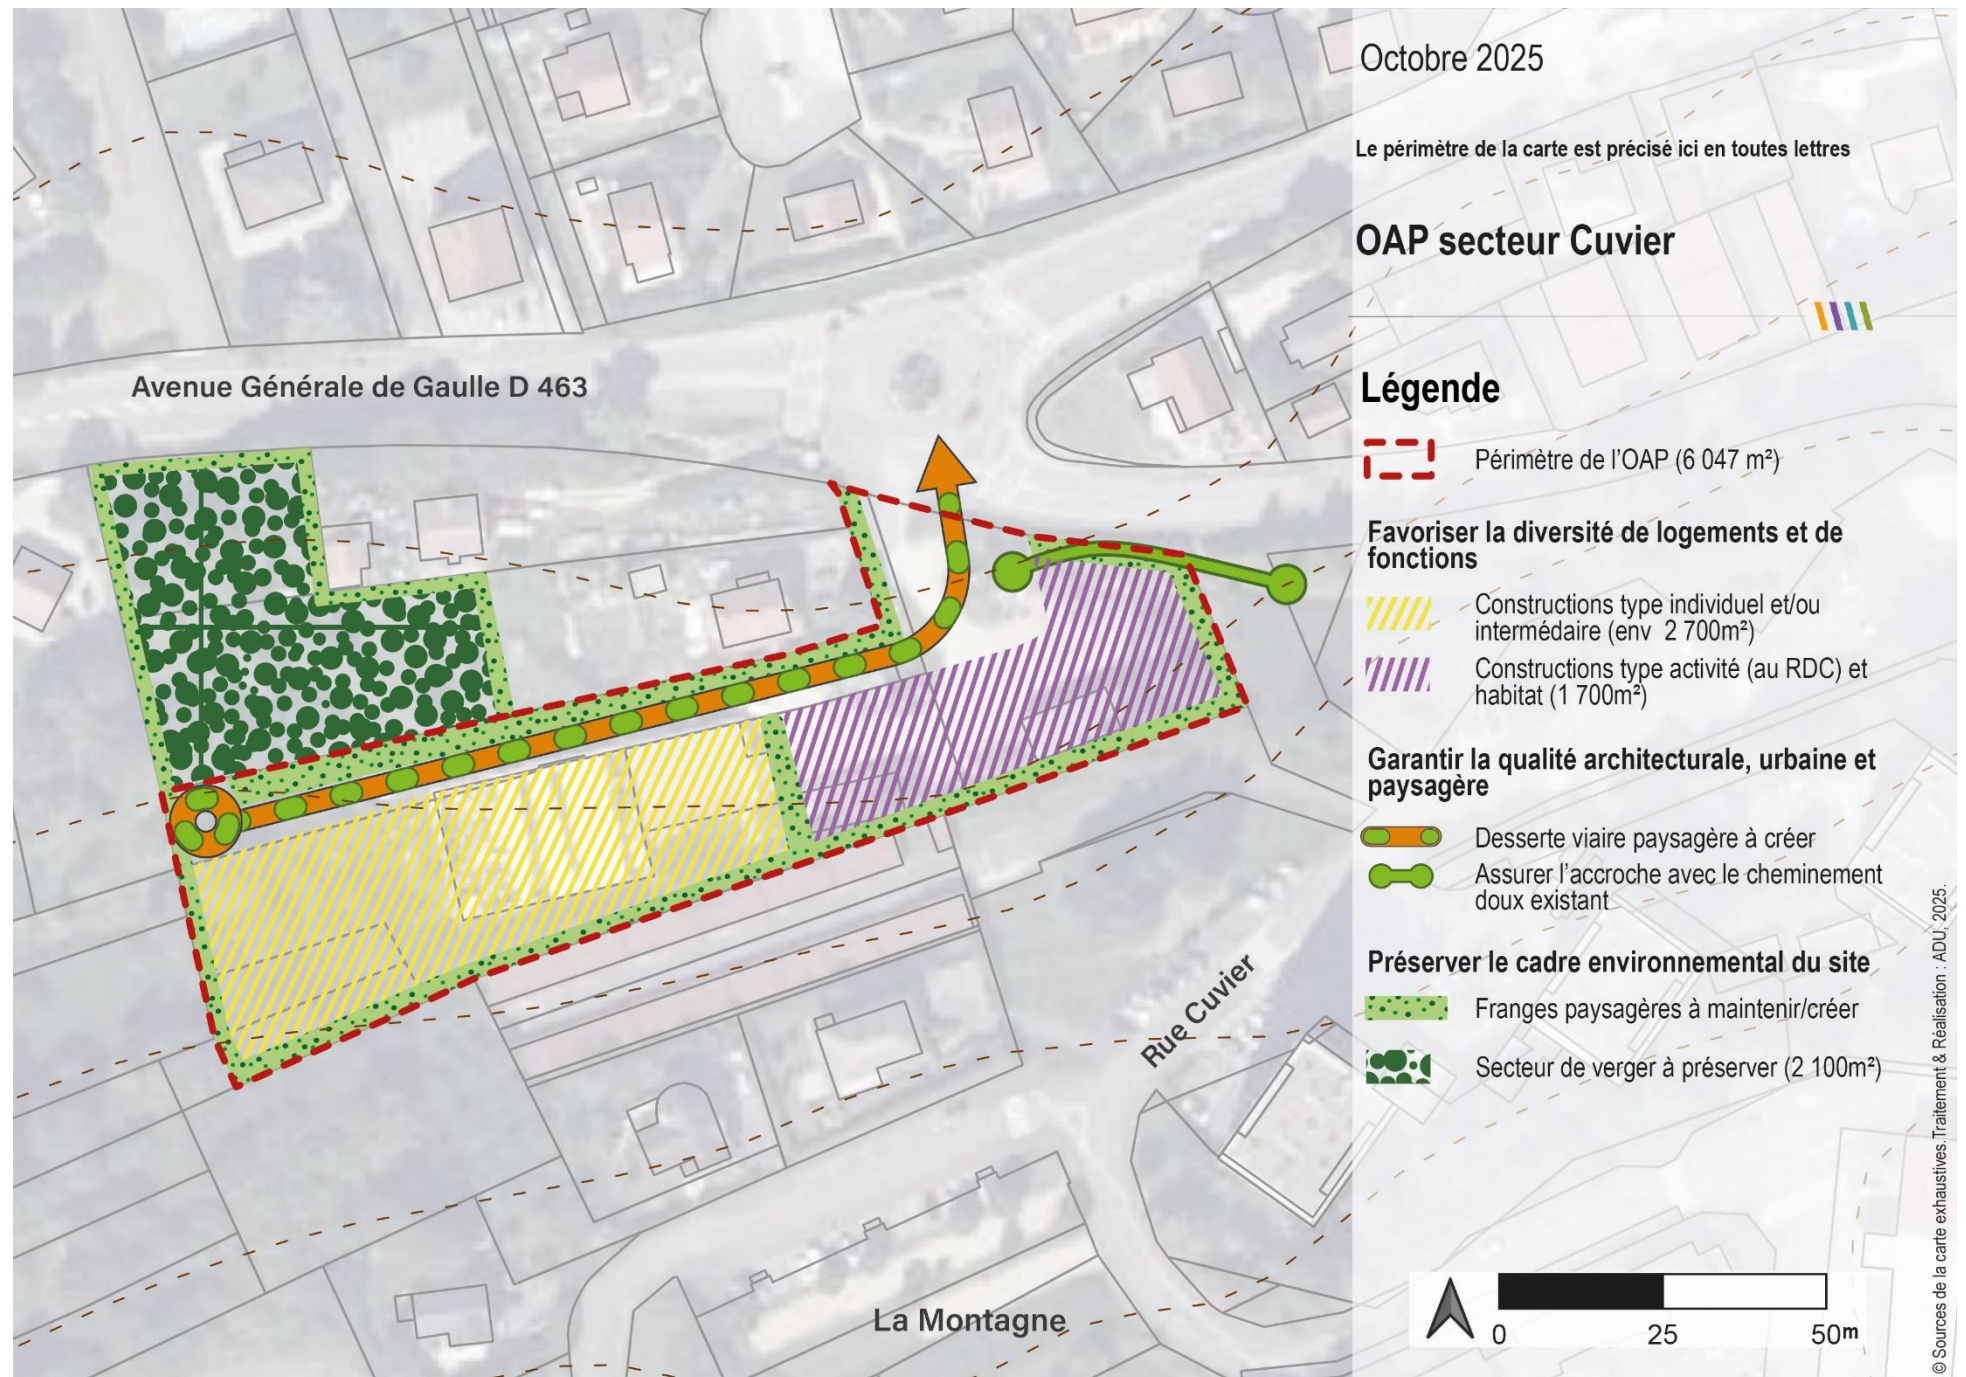 Octobre 2025
Le périmètre de la carte est précisé ici en toutes lettres
OAP secteur Cuvier
Avenue Générale de Gaulle D 463
Légende
Périmètre de l'OAP (6 047 m²)
Favoriser la diversité de logements et de
fonctions
Constructions type individuel et/ou
intermédaire (env 2 700m²)
Constructions type activité (au RDC) et
habitat (1 700m²)
Garantir la qualité architecturale, urbaine et
paysagère
Desserte viaire paysagère à créer
Assurer l'accroche avec le cheminement
doux existant
Préserver le cadre environnemental du site
Franges paysagères à maintenir/créer
Secteur de verger à préserver (2 100m²)
Rue Cuvier
La Montagne
0 25 50m
© Sources de la carte exhaustives.Traitement & Réalisation : ADU, 2025.